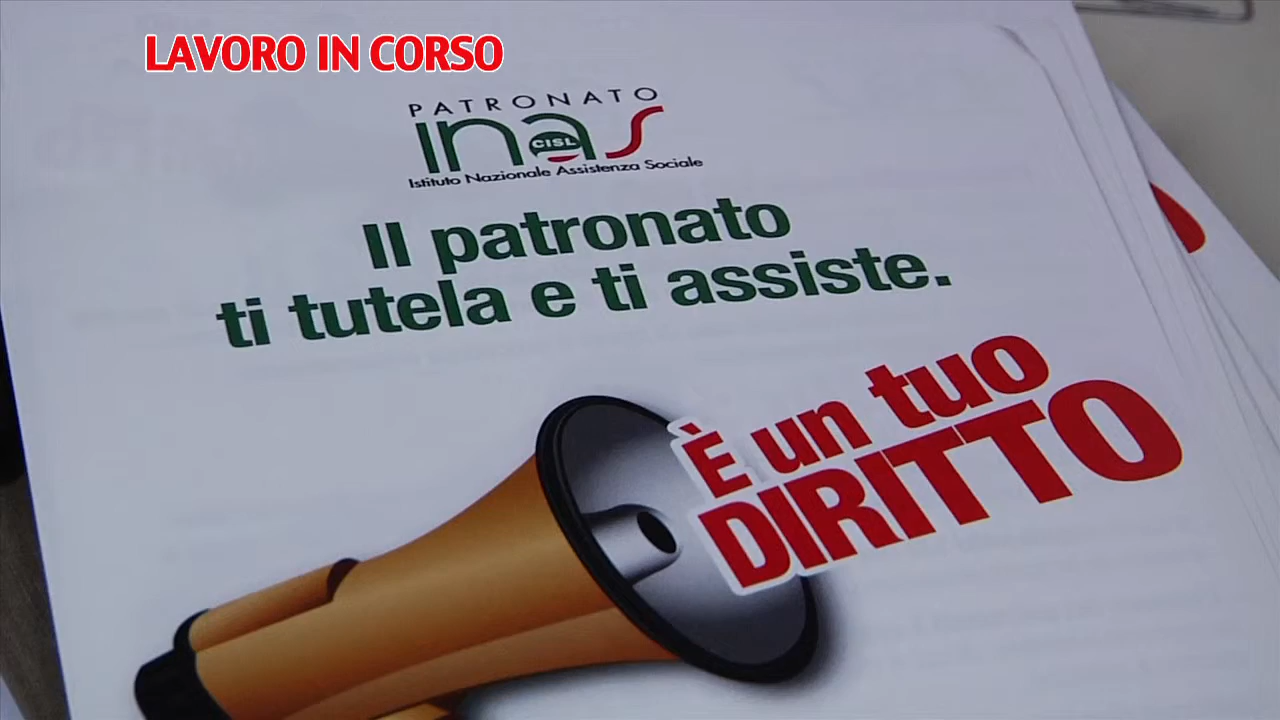 LAVORO IN CORSO
PATRONATO
inas
CISL
Istituto Nazionale Assistenza Sociale
Il patronato
ti tutela e ti assiste.
È un tuo
DIRITTO